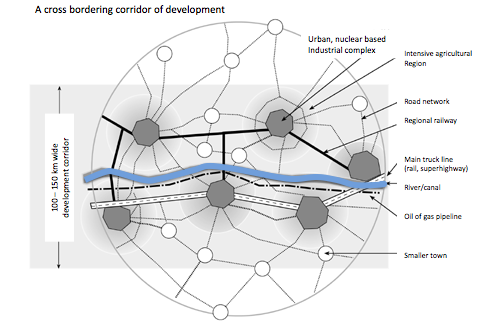 A cross bordering corridor of development
Urban, nuclear based
Industrial complex
Intensive agricultural
Region
Road network
Regional railway
100 – 150 km wide
development corridor
Main truck line
(rail, superhighway)
River/canal
Oil of gas pipeline
Smaller town